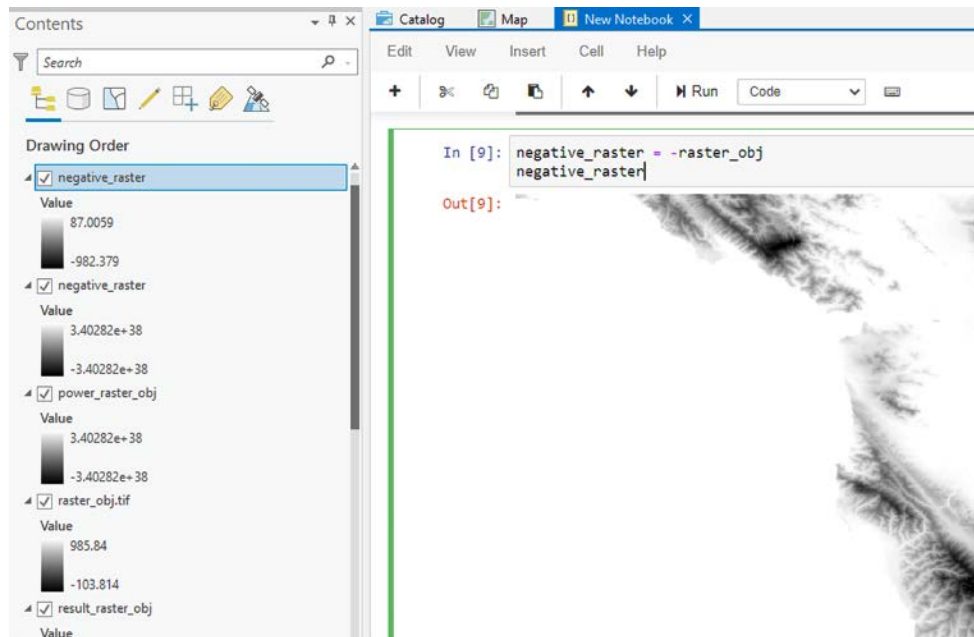 Contents
Search
Drawing Order
negative_raster
Value
87.0059
-982.379
negative_raster
Value
3.40282e+38
-3.40282e+38
power_raster_obj
Value
3.40282e+38
-3.40282e+38
raster_obj.tif
Value
985.84
-103.814
result_raster_obj
Value
Catalog Map New Notebook
Edit View Insert Cell Help
Run Code
In [9]: negative_raster = -raster_obj
negative_raster
Out[9]: